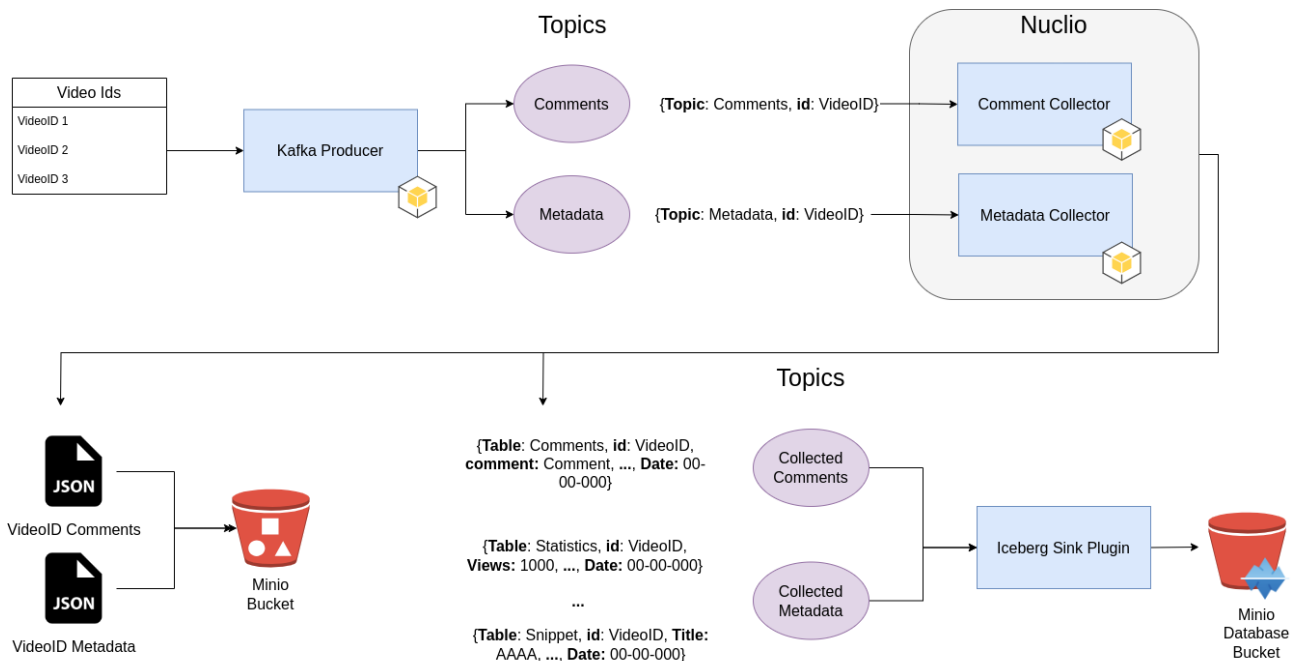 Topics
Nuclio
Video Ids
VideoID 1
VideoID 2
VideoID 3
Kafka Producer
Comments
Metadata
{Topic: Comments, id: VideoID}
{Topic: Metadata, id: VideoID}
Comment Collector
Metadata Collector
Topics
JSON
VideoID Comments
JSON
VideoID Metadata
Minio
Bucket
{Table: Comments, id: VideoID,
comment: Comment, ..., Date: 00-
00-000}
{Table: Statistics, id: VideoID,
Views: 1000, ..., Date: 00-00-000}
...
{Table: Snippet, id: VideoID, Title:
AAAA, ..., Date: 00-00-000}
Collected
Comments
Collected
Metadata
Iceberg Sink Plugin
Minio
Database
Bucket